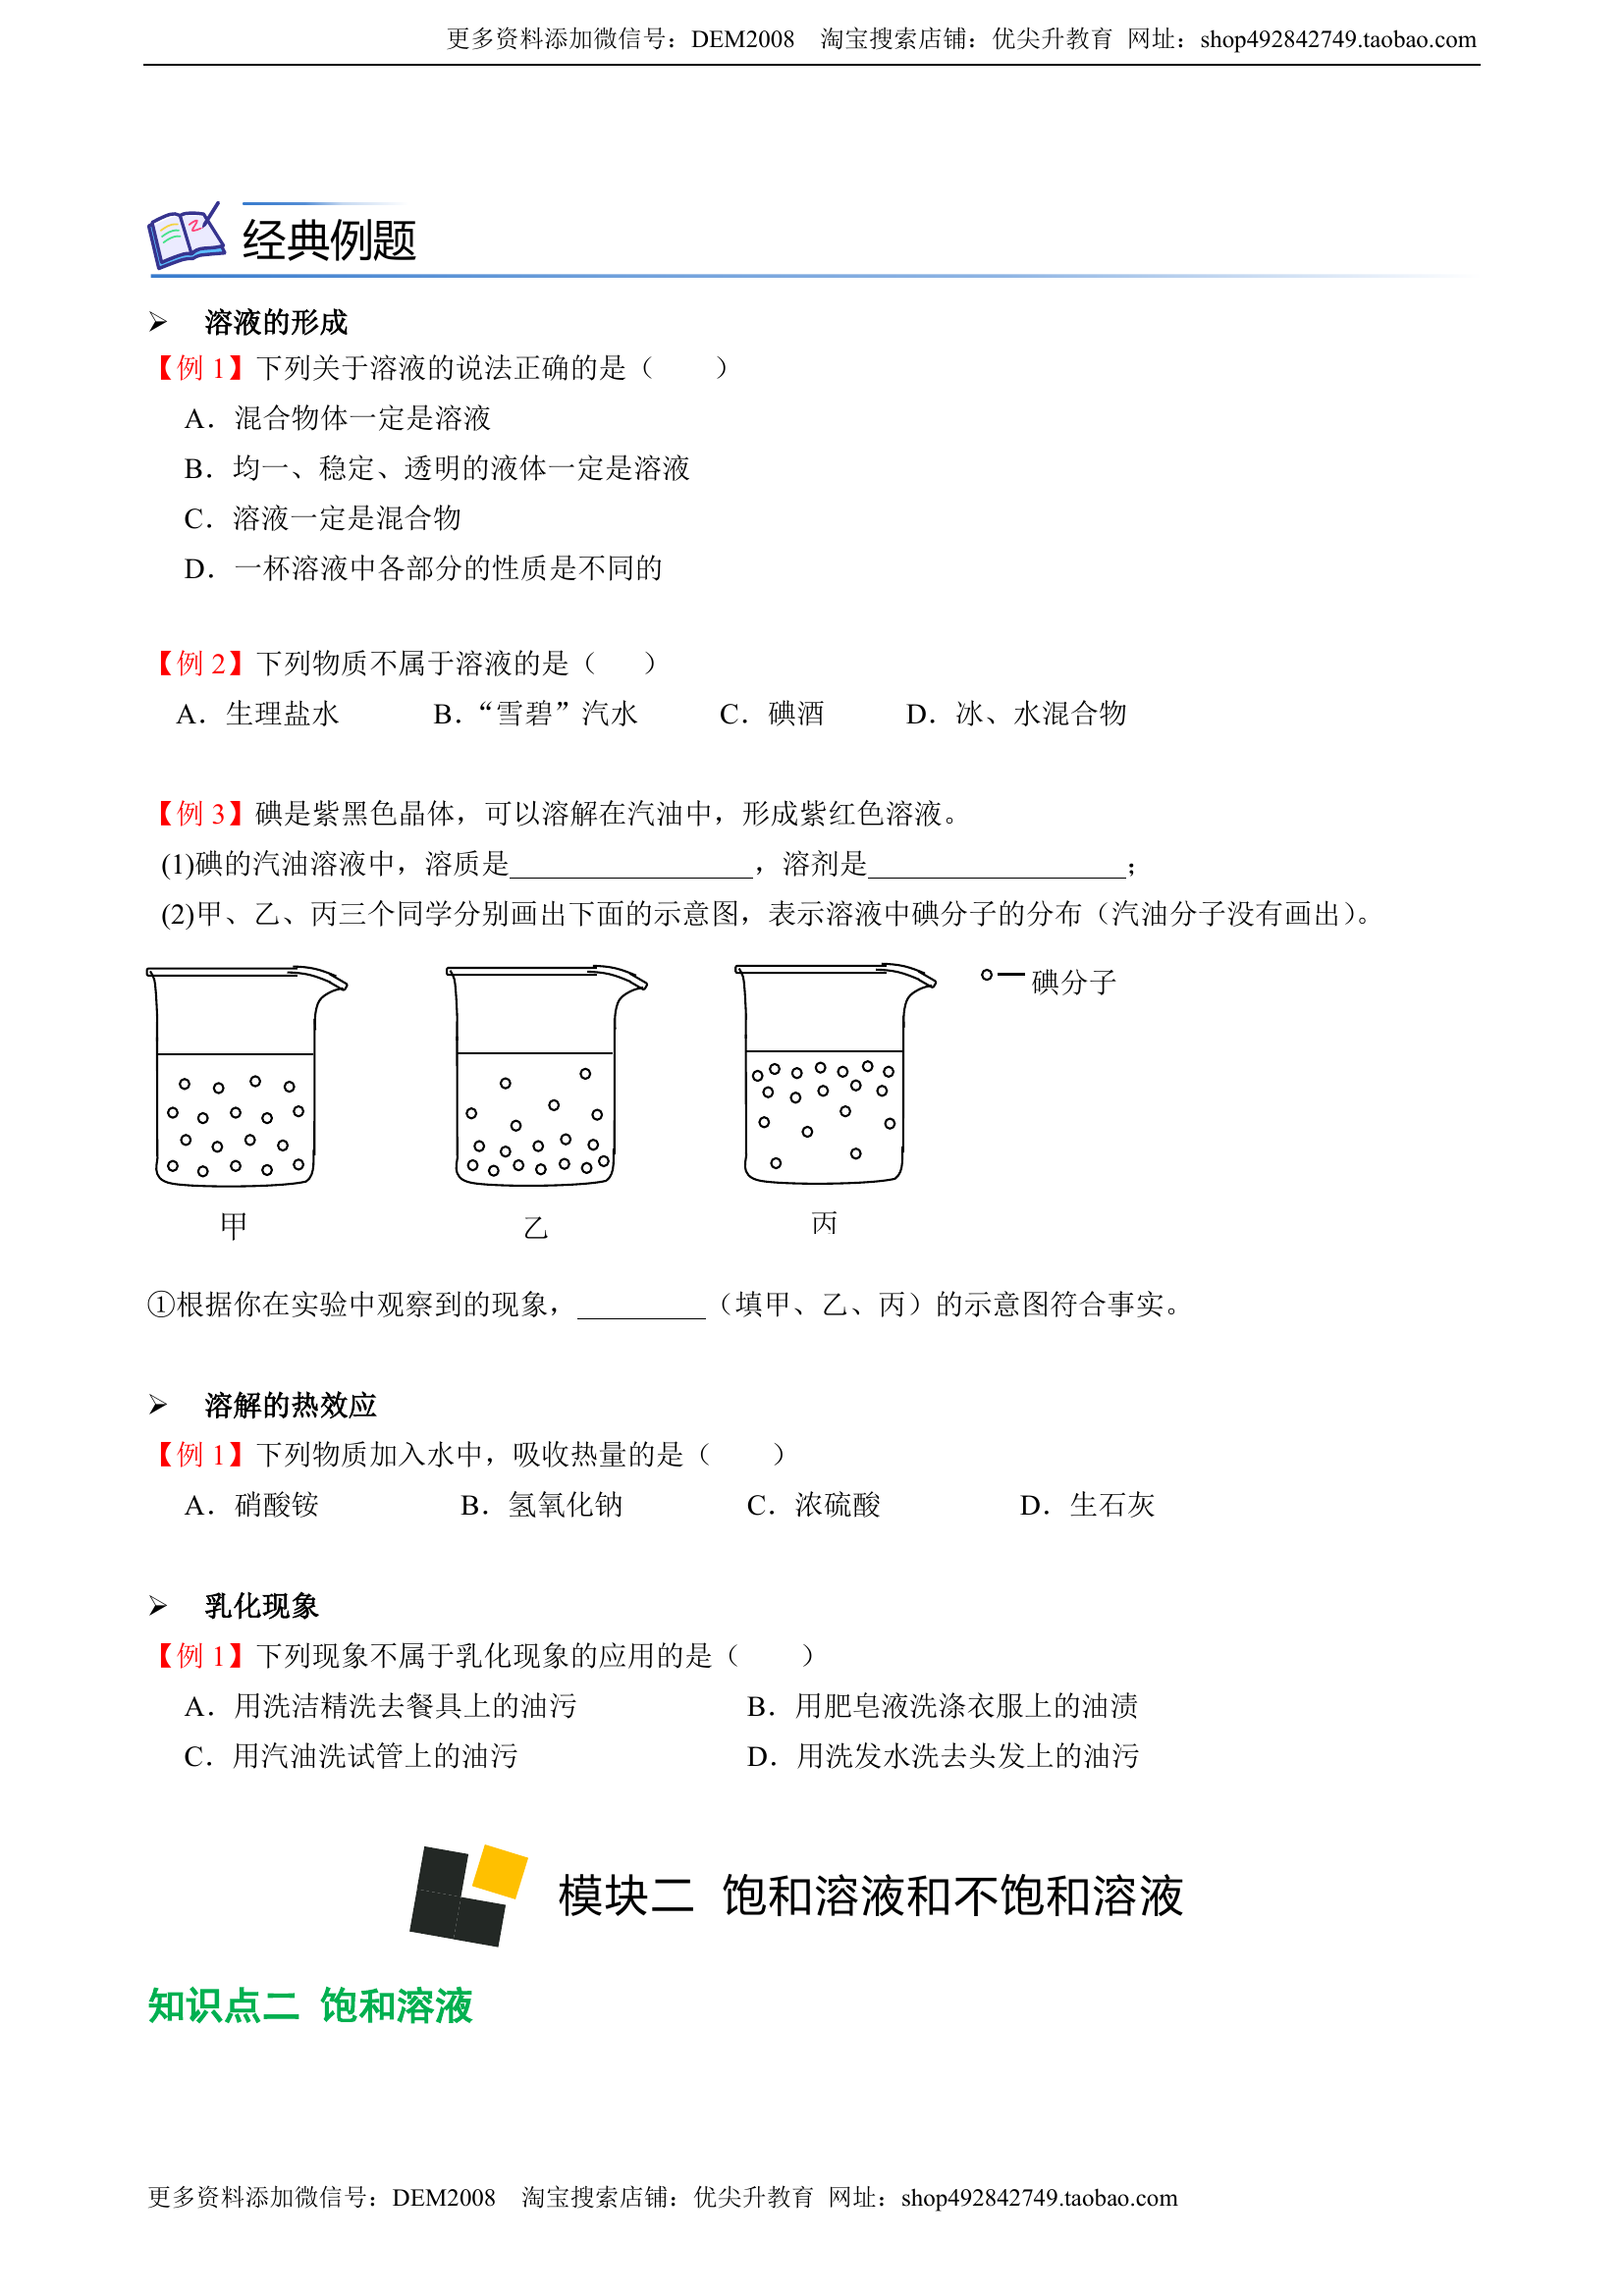 更多资料添加微信号：DEM2008 淘宝搜索店铺：优尖升教育 网址：shop492842749.taobao.com
经典例题
➢ 溶液的形成
【例 1】下列关于溶液的说法正确的是（ ）
A．混合物体一定是溶液
B．均一、稳定、透明的液体一定是溶液
C．溶液一定是混合物
D．一杯溶液中各部分的性质是不同的
【例 2】下列物质不属于溶液的是（ ）
A．生理盐水 B．“雪碧”汽水 C．碘酒 D．冰、水混合物
【例 3】碘是紫黑色晶体，可以溶解在汽油中，形成紫红色溶液。
(1)碘的汽油溶液中，溶质是_________________，溶剂是__________________；
(2)甲、乙、丙三个同学分别画出下面的示意图，表示溶液中碘分子的分布（汽油分子没有画出）。
碘分子
甲 乙 丙
①根据你在实验中观察到的现象，_________（填甲、乙、丙）的示意图符合事实。
➢ 溶解的热效应
【例 1】下列物质加入水中，吸收热量的是（ ）
A．硝酸铵 B．氢氧化钠 C．浓硫酸 D．生石灰
➢ 乳化现象
【例 1】下列现象不属于乳化现象的应用的是（ ）
A．用洗洁精洗去餐具上的油污 B．用肥皂液洗涤衣服上的油渍
C．用汽油洗试管上的油污 D．用洗发水洗去头发上的油污
模块二 饱和溶液和不饱和溶液
知识点二 饱和溶液
更多资料添加微信号：DEM2008 淘宝搜索店铺：优尖升教育 网址：shop492842749.taobao.com